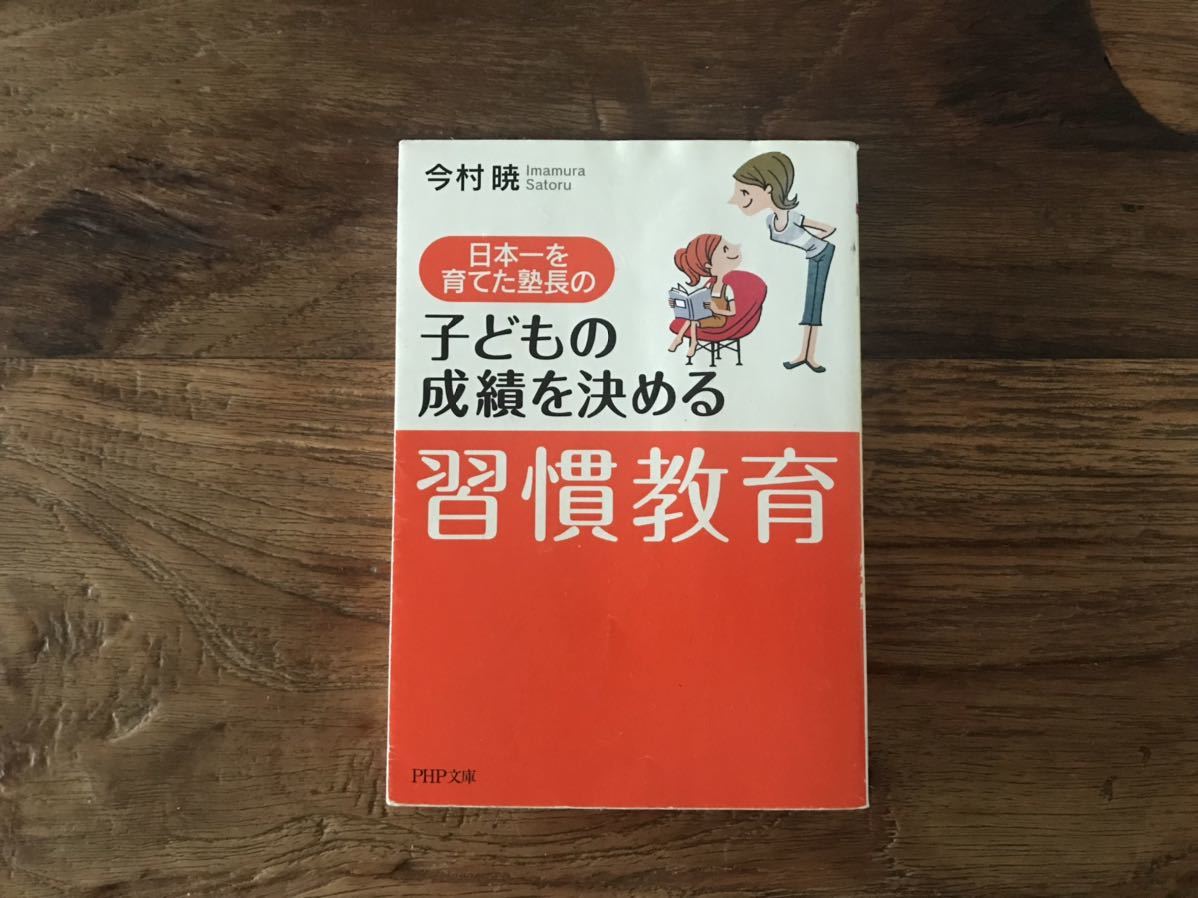 今村 暁
Imamura
Satoru
日本一を
育てた塾長の
子どもの
成績を決める
習慣教育
PHP文庫